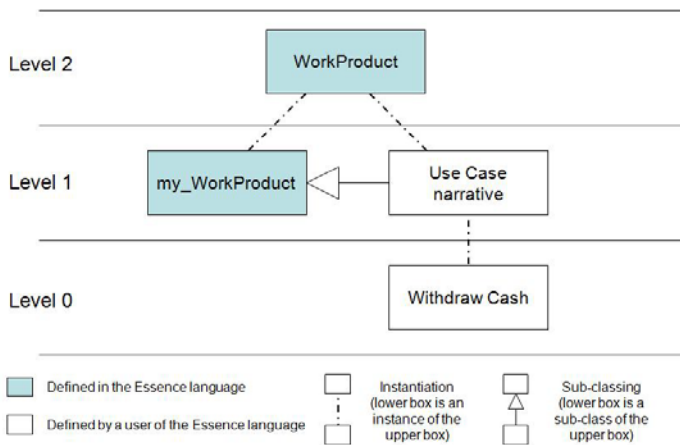 Level 2
WorkProduct
Level 1
my_WorkProduct
Use Case
narrative
Level 0
Withdraw Cash
Defined in the Essence language
Defined by a user of the Essence language
Instantiation
(lower box is an
instance of the
upper box)
Sub-classing
(lower box is a
sub-class of the
upper box)